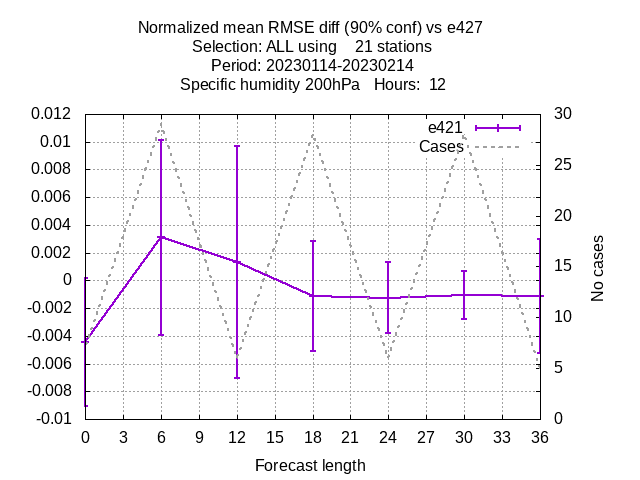 Normalized mean RMSE diff (90% conf) vs e427
Selection: ALL using    21 stations
Period: 20230114-20230214
Specific humidity 200hPa   Hours:  12
0.012
0.01
0.008
0.006
0.004
0.002
0
-0.002
-0.004
-0.006
-0.008
-0.01
e421
Cases
30
25
20
15
10
5
0
No cases
0 3 6 9 12 15 18 21 24 27 30 33 36
Forecast length